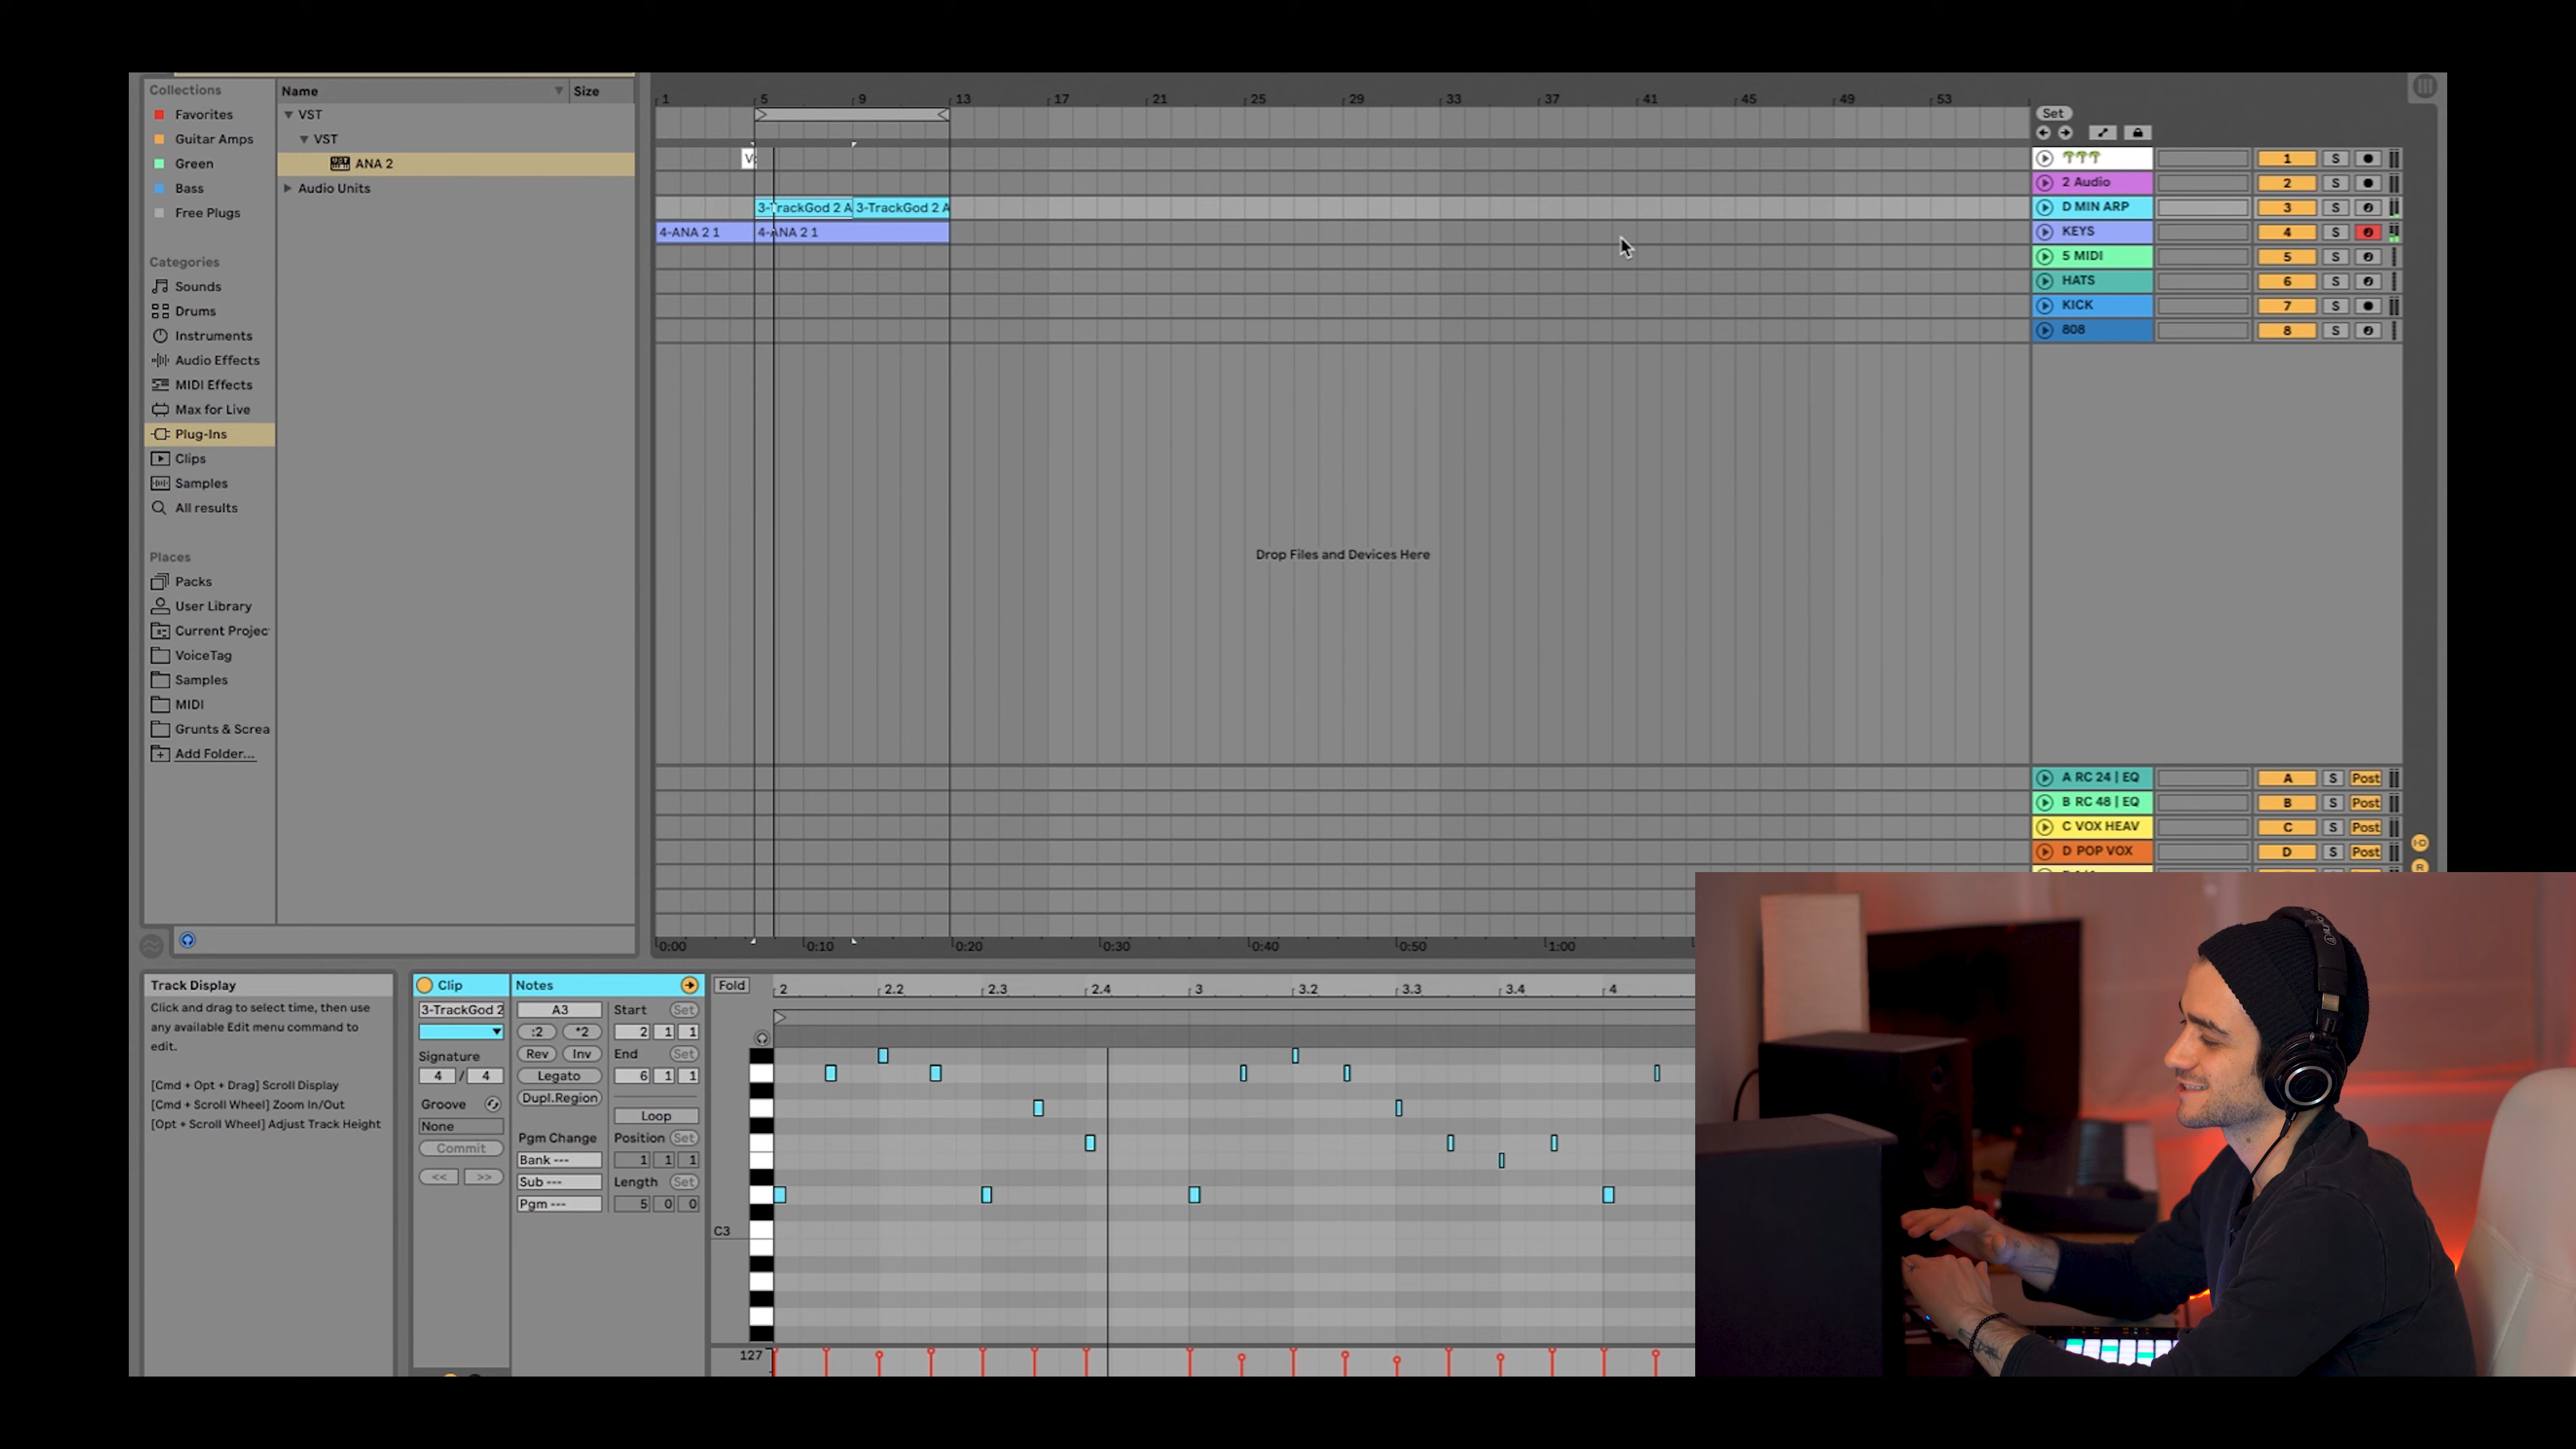 Collections
Favorites
Guitar Amps
Green
Bass
Free Plugs
Categories
Sounds
Drums
Instruments
Audio Effects
MIDI Effects
Max for Live
Plug-Ins
Clips
Samples
All results
Places
Packs
User Library
Current Projec
VoiceTag
Samples
MIDI
Grunts & Screa
Add Folder...
Name Size
VST
VST
ANA 2
Audio Units
1 5 9 13 17 21 25 29 33 37 41 45 49 53
3-TrackGod 2 A 3-TrackGod 2 A
4-ANA 2 1 4-ANA 2 1
Drop Files and Devices Here
0:00 0:10 0:20 0:30 0:40 0:50 1:00
Set
1 S
2 Audio 2 S
D MIN ARP 3 S
KEYS 4 S
5 MIDI 5 S
HATS 6 S
KICK 7 S
808 8 S
A RC 24 | EQ A S Post
B RC 48 | EQ B S Post
C VOX HEAV C S Post
D POP VOX D S Post
Track Display
Click and drag to select time, then use
any available Edit menu command to
edit.
[Cmd + Opt + Drag] Scroll Display
[Cmd + Scroll Wheel] Zoom In/Out
[Opt + Scroll Wheel] Adjust Track Height
Clip
3-TrackGod 2
Signature
4 / 4
Groove
None
Commit
<< >>
Notes
A3
:2 *2
Rev Inv
Legato
Dupl.Region
Pgm Change
Bank ---
Sub ---
Pgm ---
Start Set
2 1 1
End Set
6 1 1
Loop
Position Set
1 1 1
Length Set
5 0 0
Fold
2 2.2 2.3 2.4 3 3.2 3.3 3.4 4
C3
127